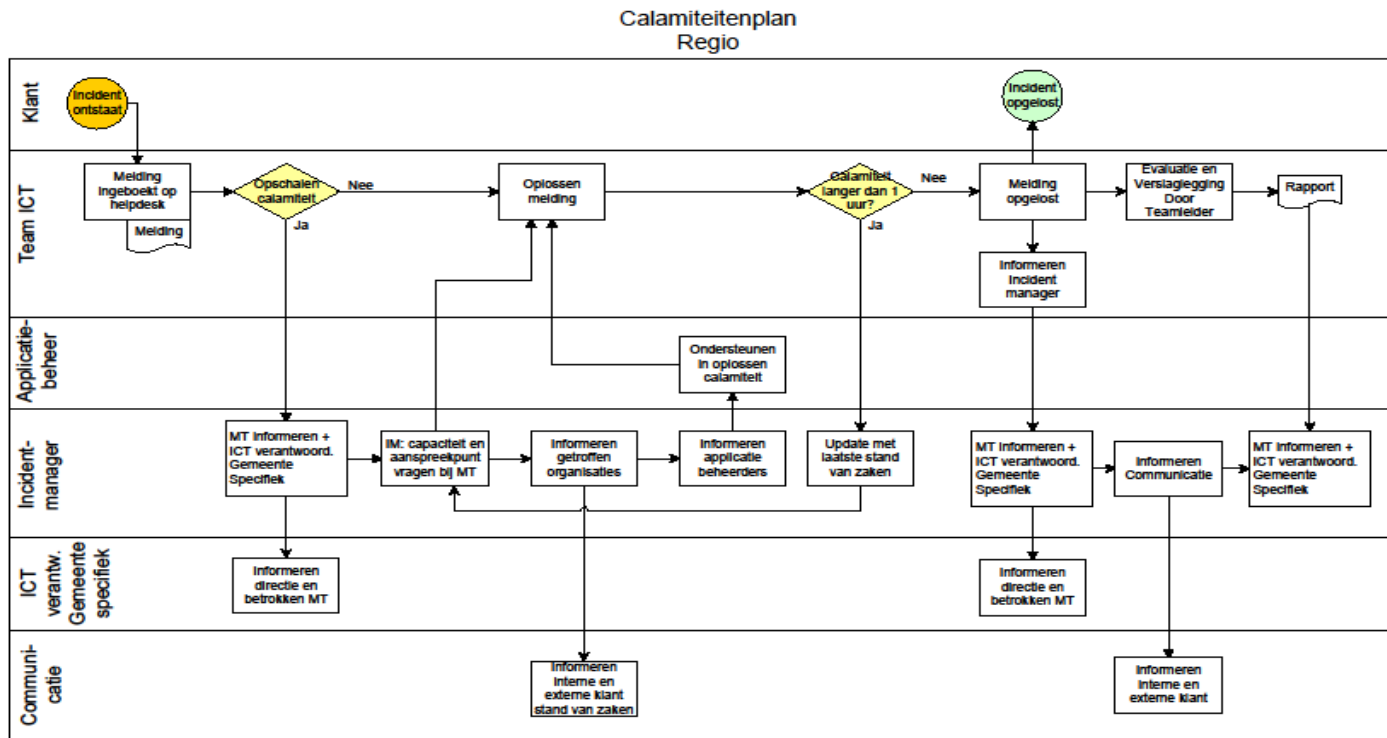 Calamiteitenplan
Regio
Klant
Incident
ontstaat
Incident
opgelost
Team ICT
Melding
ingeboekt op
helpdesk
Melding
Opschalen
calamiteit
Nee
Ja
Oplossen
melding
Calamiteit
langer dan 1
uur?
Nee
Ja
Melding
opgelost
Evaluatie en
Verslaglegging
Door
Teamleider
Rapport
Informeren
Incident
manager
Applicatie-
beheer
Ondersteunen
in oplossen
calamiteit
Incident-
manager
MT Informeren +
ICT verantwoord.
Gemeente
Specifiek
IM: capaciteit en
aanspreekpunt
vragen bij MT
Informeren
getroffen
organisaties
Informeren
applicatie
beheerders
Update met
laatste stand
van zaken
MT Informeren +
ICT verantwoord.
Gemeente
Specifiek
Informeren
Communicatie
MT Informeren +
ICT verantwoord.
Gemeente
Specifiek
ICT
verantw.
Gemeente
specifiek
Informeren
directie en
betrokken MT
Informeren
directie en
betrokken MT
Communi-
catie
Informeren
Interne en
externe klant
stand van zaken
Informeren
Interne en
externe klant